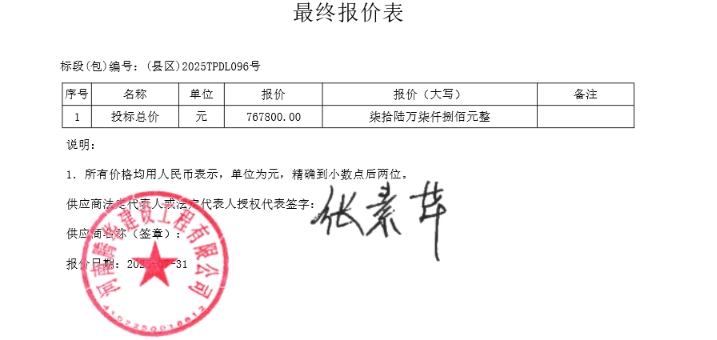 最终报价表
标段(包)编号: (县区)2025TPDL096号
序号 名称 单位 报价 报价（大写） 备注
1 投标总价 元 767800.00 柒拾陆万柒仟捌佰元整
说明:
1. 所有价格均用人民币表示，单位为元，精确到小数点后两位。
供应商法定代表人或法定代表人授权代表签字: 张素萍
供应商名称（签章）:
报价日期: 31
建设工程有限公司